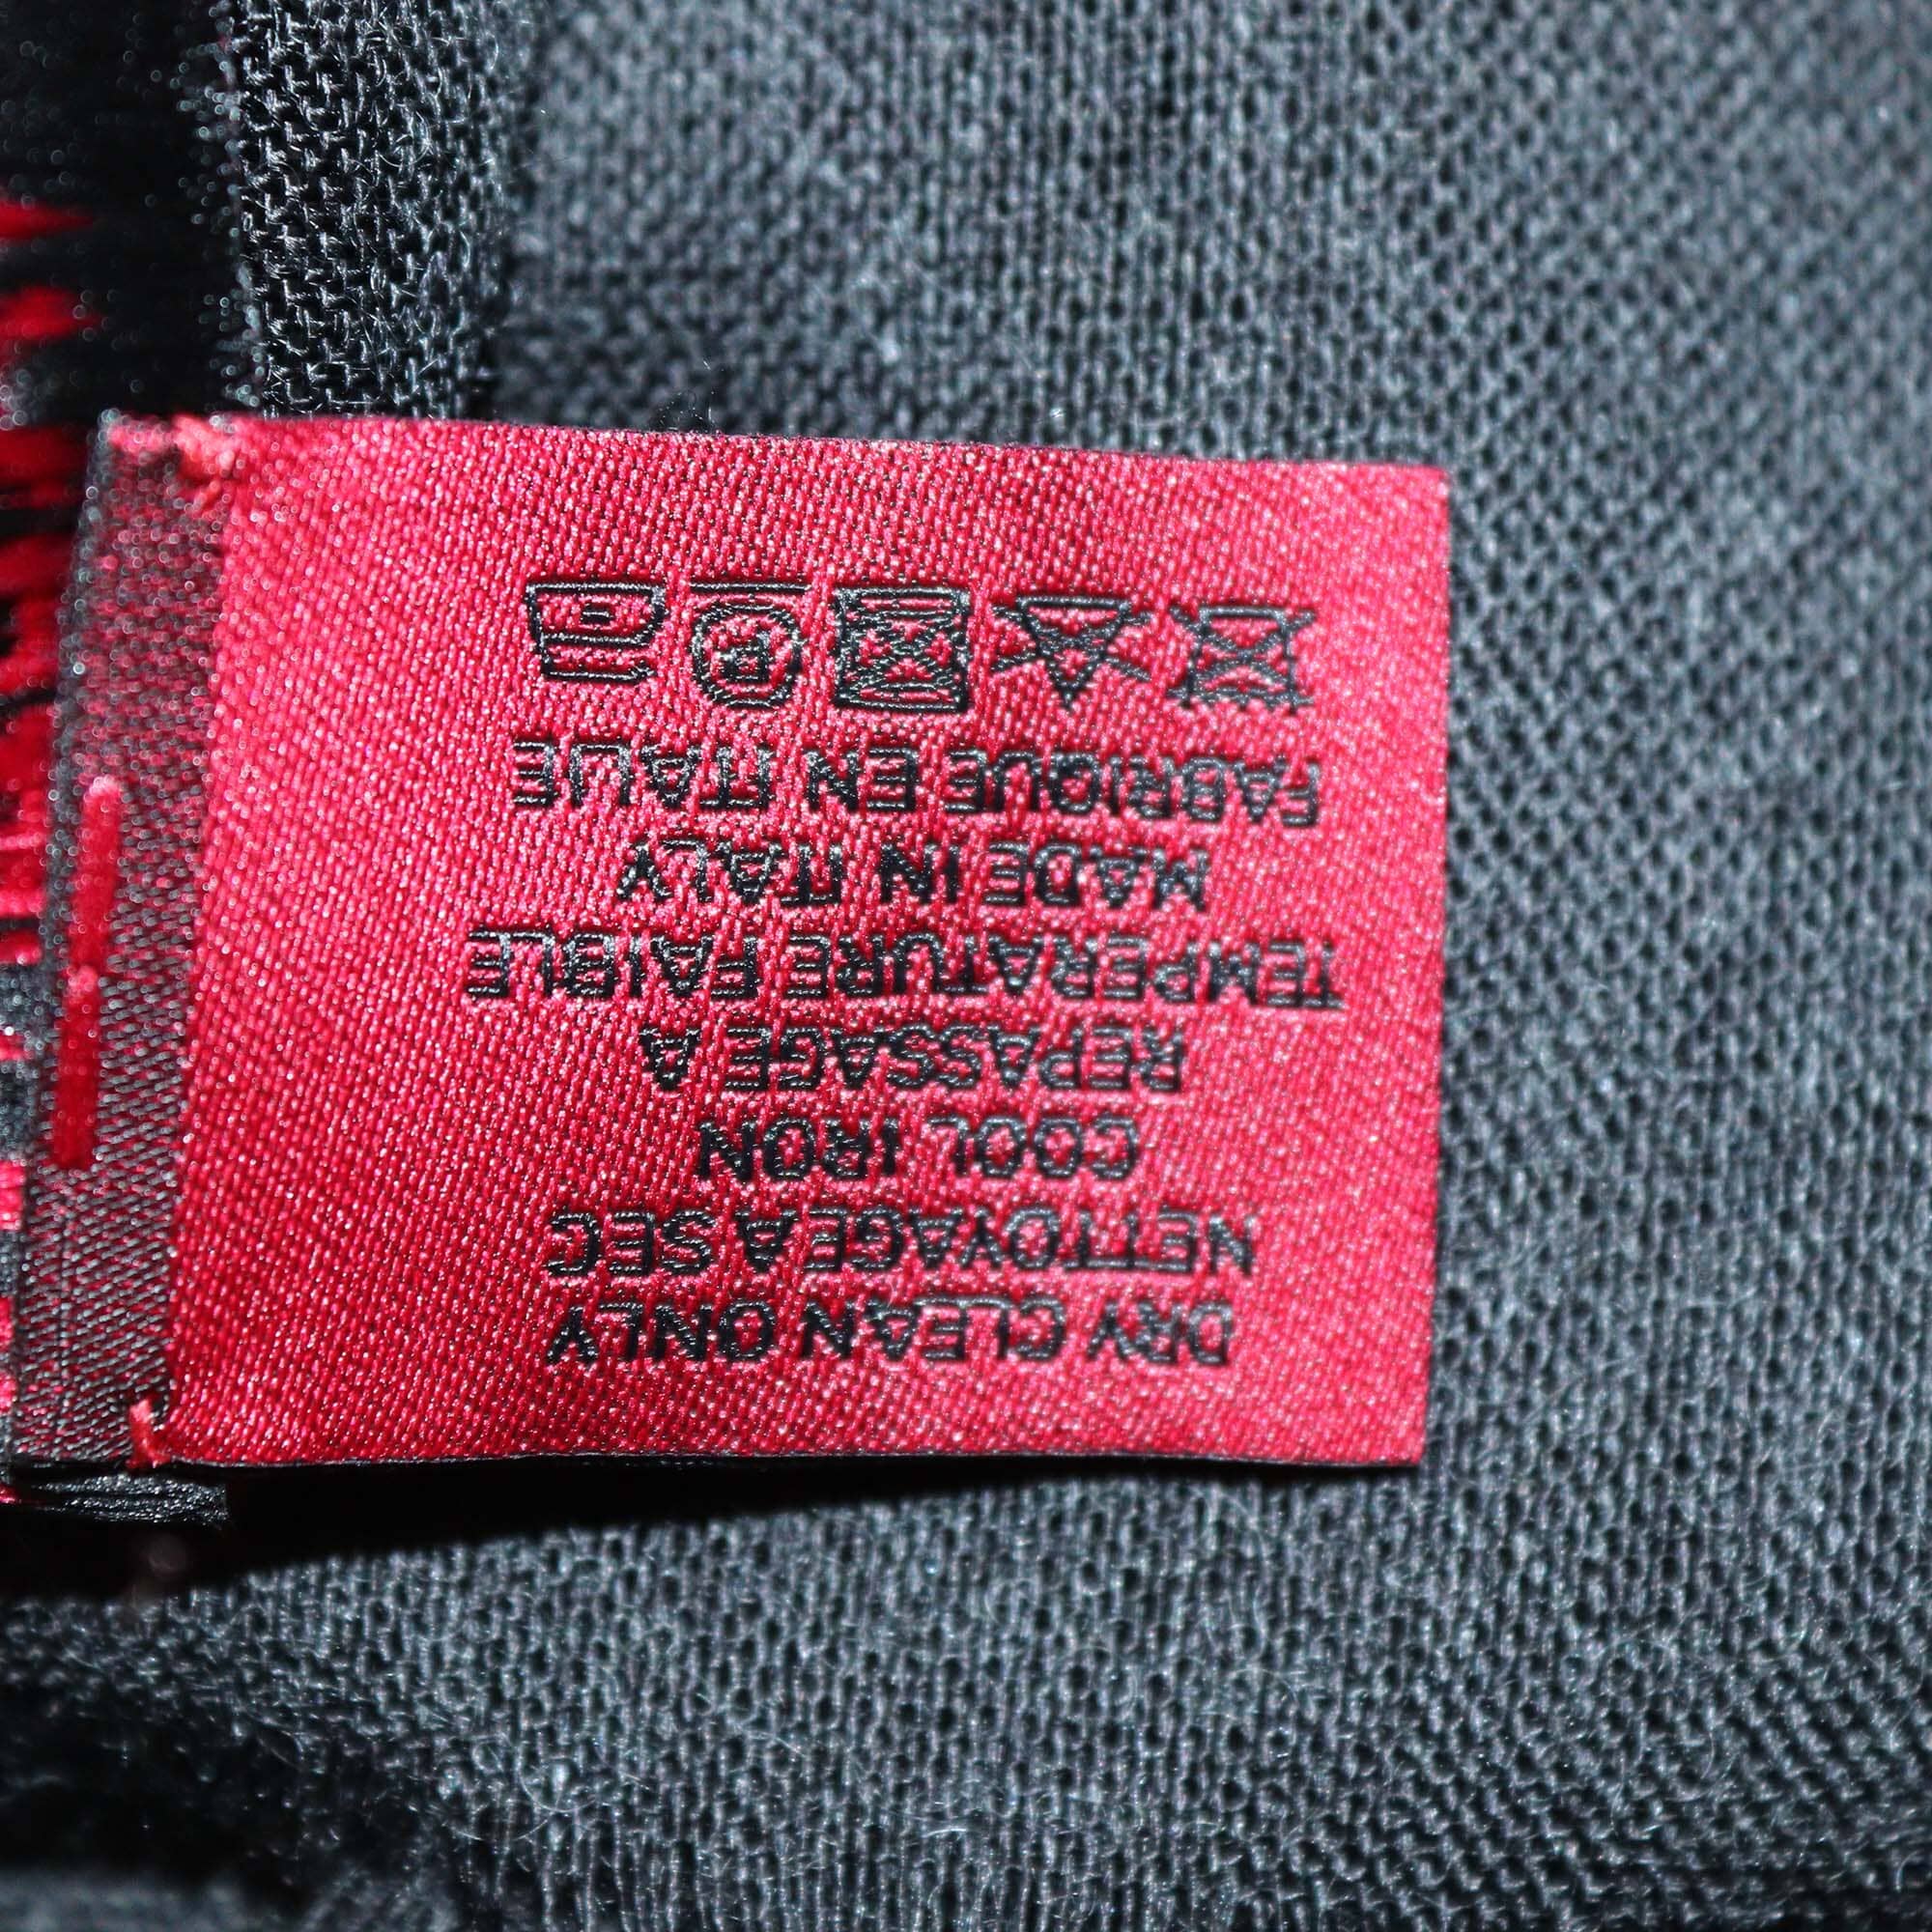 DRY CLEAN ONLY
NETTOYAGE A SEC
COOL IRON
REPASSAGE A
TEMPERATURE FAIBLE
MADE IN ITALY
FABRIQUE EN ITALIE
P